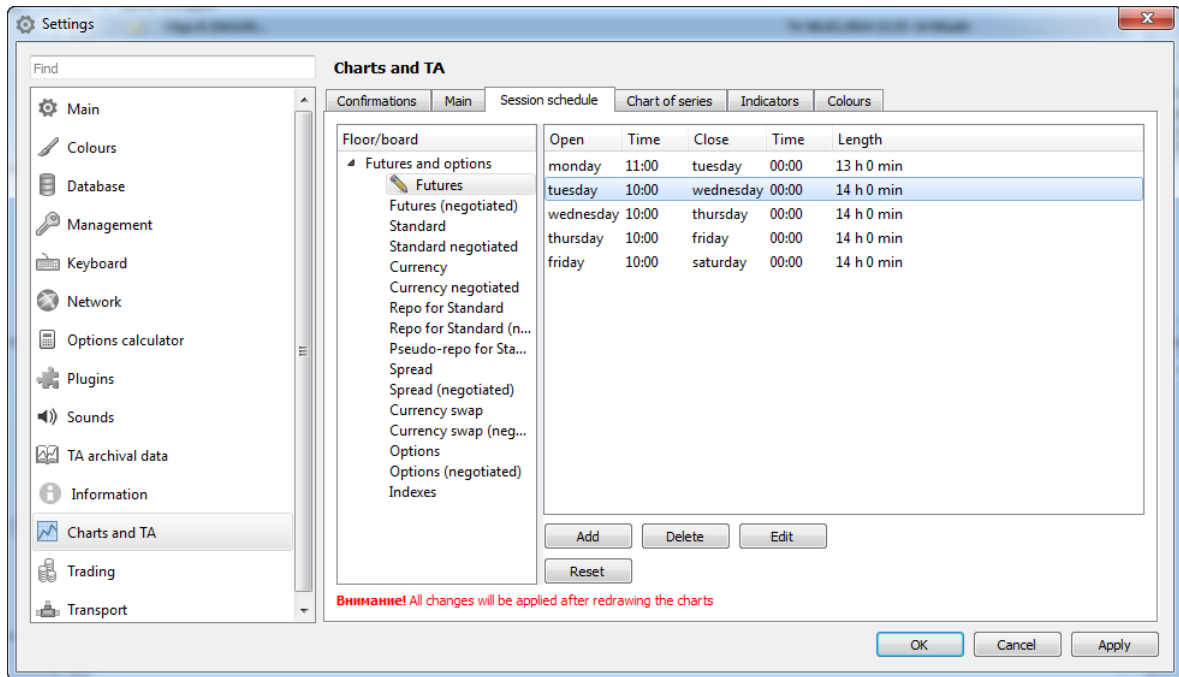 Settings
Find
Main
Colours
Database
Management
Keyboard
Network
Options calculator
Plugins
Sounds
TA archival data
Information
Charts and TA
Trading
Transport
Charts and TA
Confirmations Main Session schedule Chart of series Indicators Colours
Floor/board
Futures and options
Futures
Futures (negotiated)
Standard
Standard negotiated
Currency
Currency negotiated
Repo for Standard
Repo for Standard (n...
Pseudo-repo for Sta...
Spread
Spread (negotiated)
Currency swap
Currency swap (neg...
Options
Options (negotiated)
Indexes
Open Time Close Time Length
monday 11:00 tuesday 00:00 13 h 0 min
tuesday 10:00 wednesday 00:00 14 h 0 min
wednesday 10:00 thursday 00:00 14 h 0 min
thursday 10:00 friday 00:00 14 h 0 min
friday 10:00 saturday 00:00 14 h 0 min
Add Delete Edit
Reset
Внимание! All changes will be applied after redrawing the charts
OK Cancel Apply